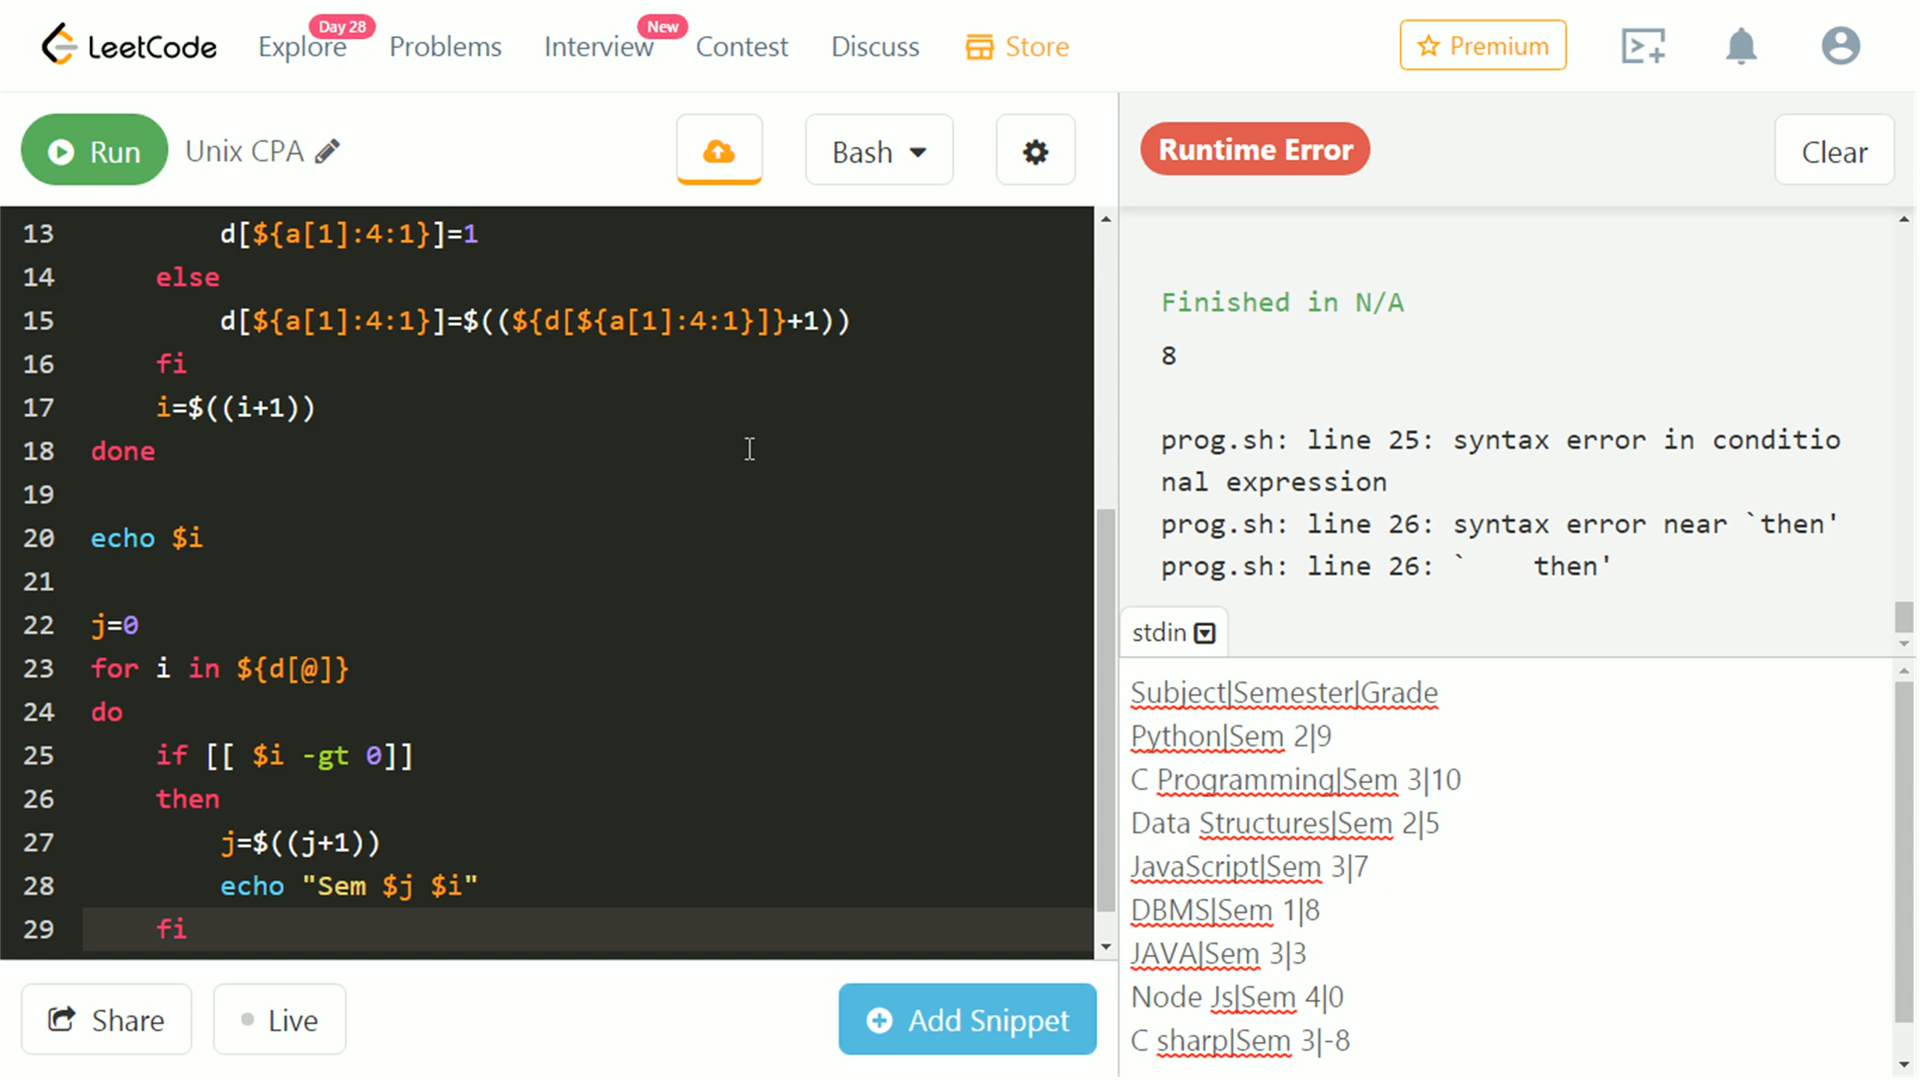 LeetCode Explore Day 28 Problems Interview New Contest Discuss Store Premium
Run Unix CPA Bash Runtime Error Clear
13 d[${a[1]:4:1}]=1
14 else
15 d[${a[1]:4:1}]=$((${d[${a[1]:4:1}]}+1))
16 fi
17 i=$((i+1))
18 done
19
20 echo $i
21
22 j=0
23 for i in ${d[@]}
24 do
25 if [[ $i -gt 0]]
26 then
27 j=$((j+1))
28 echo "Sem $j $i"
29 fi
Share Live Add Snippet
Finished in N/A
8
prog.sh: line 25: syntax error in conditio
nal expression
prog.sh: line 26: syntax error near `then'
prog.sh: line 26: `    then'
stdin
Subject|Semester|Grade
Python|Sem 2|9
C Programming|Sem 3|10
Data Structures|Sem 2|5
JavaScript|Sem 3|7
DBMS|Sem 1|8
JAVA|Sem 3|3
Node Js|Sem 4|0
C sharp|Sem 3|-8